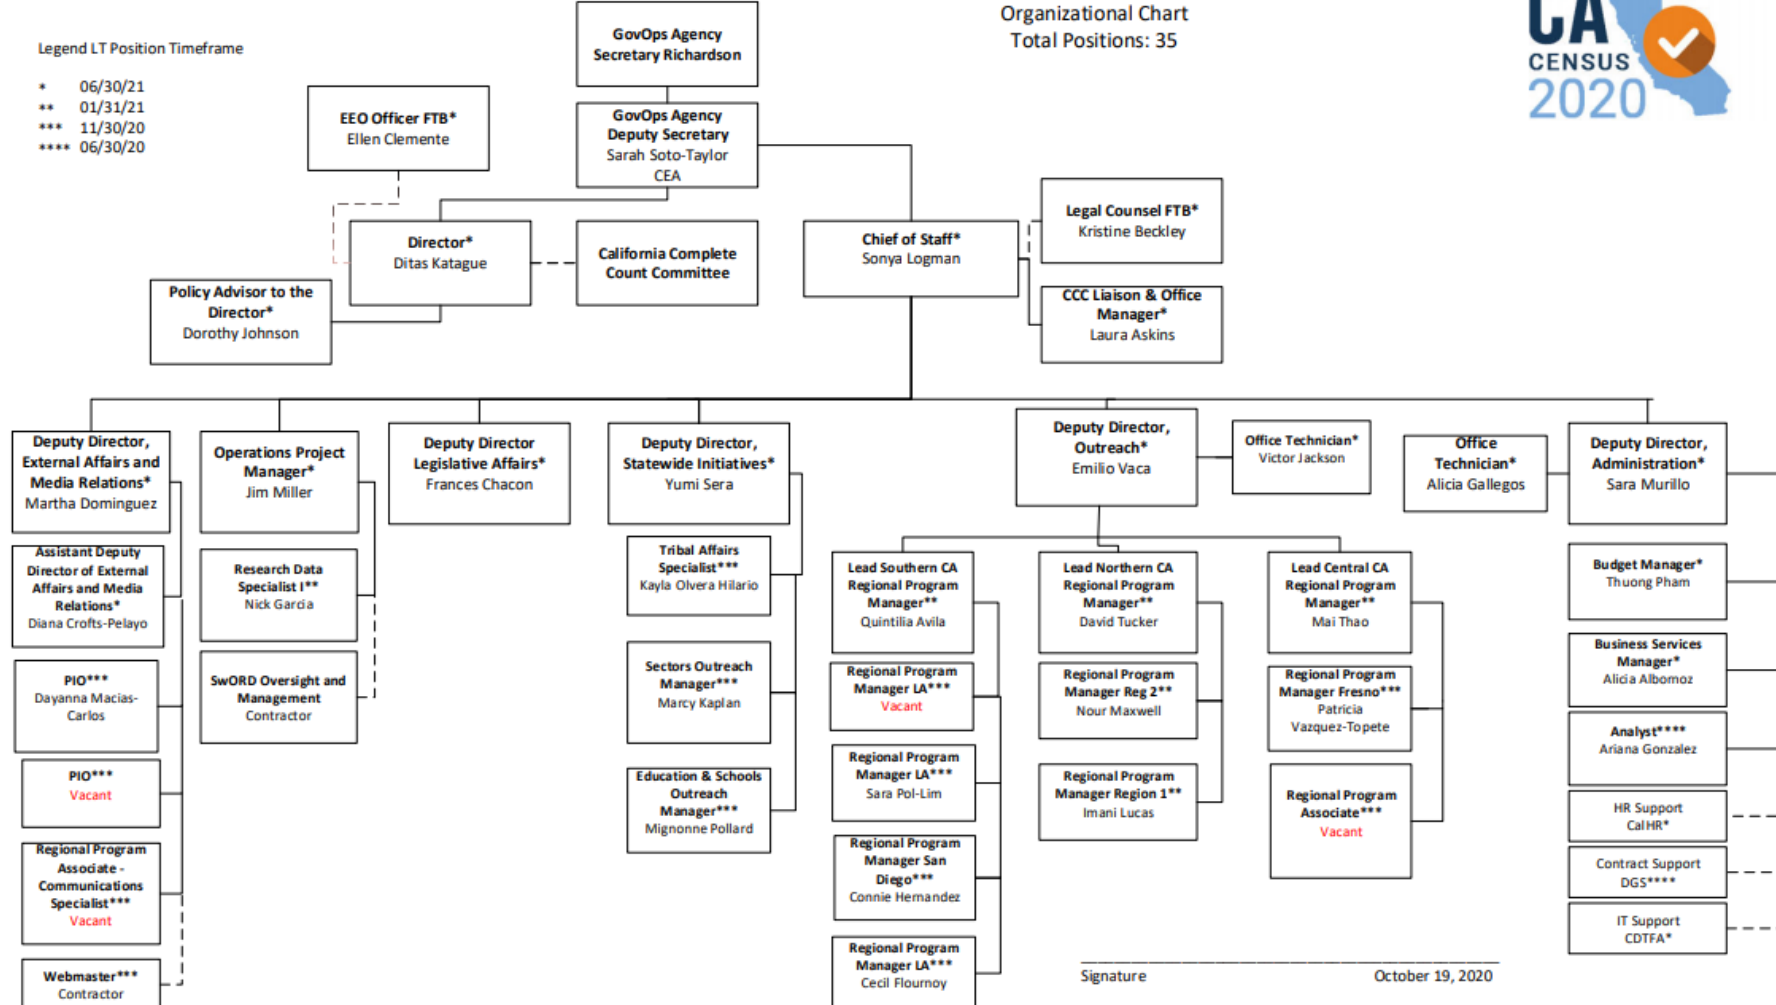 Organizational Chart
Total Positions: 35
CA
CENSUS
2020
Legend LT Position Timeframe
* 06/30/21
** 01/31/21
*** 11/30/20
**** 06/30/20
GovOps Agency
Secretary Richardson
EEO Officer FTB*
Ellen Clemente
GovOps Agency
Deputy Secretary
Sarah Soto-Taylor
CEA
Director*
Ditas Katague
California Complete
Count Committee
Chief of Staff*
Sonya Logman
Legal Counsel FTB*
Kristine Beckley
CCC Liaison & Office
Manager*
Laura Askins
Policy Advisor to the
Director*
Dorothy Johnson
Deputy Director,
External Affairs and
Media Relations*
Martha Dominguez
Assistant Deputy
Director of External
Affairs and Media
Relations*
Diana Crofts-Pelayo
PIO***
Dayanna Macias-
Carlos
PIO***
Vacant
Regional Program
Associate -
Communications
Specialist***
Vacant
Webmaster***
Contractor
Operations Project
Manager*
Jim Miller
Research Data
Specialist I**
Nick Garcia
SwORD Oversight and
Management
Contractor
Deputy Director
Legislative Affairs*
Frances Chacon
Deputy Director,
Statewide Initiatives*
Yumi Sera
Tribal Affairs
Specialist***
Kayla Olvera Hilario
Sectors Outreach
Manager***
Marcy Kaplan
Education & Schools
Outreach
Manager***
Mignonne Pollard
Deputy Director,
Outreach*
Emilio Vaca
Office Technician*
Victor Jackson
Lead Southern CA
Regional Program
Manager**
Quintilia Avila
Regional Program
Manager LA***
Vacant
Regional Program
Manager LA***
Sara Pol-Lim
Regional Program
Manager San
Diego***
Connie Hernandez
Regional Program
Manager LA***
Cecil Flournoy
Lead Northern CA
Regional Program
Manager**
David Tucker
Regional Program
Manager Reg 2**
Nour Maxwell
Regional Program
Manager Region 1**
Imani Lucas
Lead Central CA
Regional Program
Manager**
Mai Thao
Regional Program
Manager Fresno***
Patricia
Vazquez-Topete
Regional Program
Associate***
Vacant
Office
Technician*
Alicia Gallegos
Deputy Director,
Administration*
Sara Murillo
Budget Manager*
Thuong Pham
Business Services
Manager*
Alicia Albornoz
Analyst****
Ariana Gonzalez
HR Support
CalHR*
Contract Support
DGS****
IT Support
CDTFA*
Signature October 19, 2020